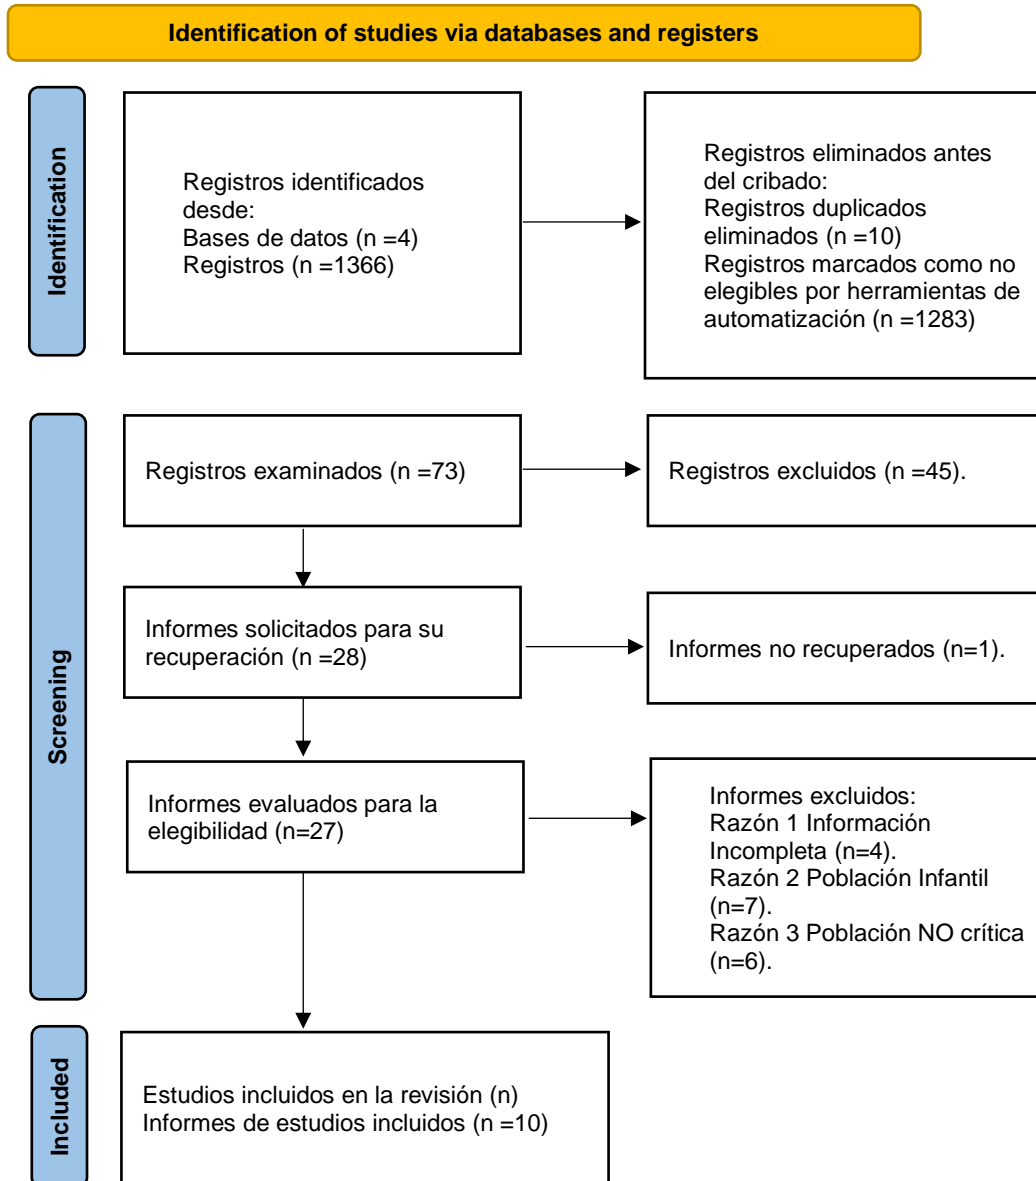 Identification of studies via databases and registers
Identification
Registros identificados
desde:
Bases de datos (n =4)
Registros (n =1366)
Registros eliminados antes
del cribado:
Registros duplicados
eliminados (n =10)
Registros marcados como no
elegibles por herramientas de
automatización (n =1283)
Screening
Registros examinados (n =73)
Registros excluidos (n =45).
Informes solicitados para su
recuperación (n =28)
Informes no recuperados (n=1).
Informes evaluados para la
elegibilidad (n=27)
Informes excluidos:
Razón 1 Información
Incompleta (n=4).
Razón 2 Población Infantil
(n=7).
Razón 3 Población NO crítica
(n=6).
Included
Estudios incluidos en la revisión (n)
Informes de estudios incluidos (n =10)